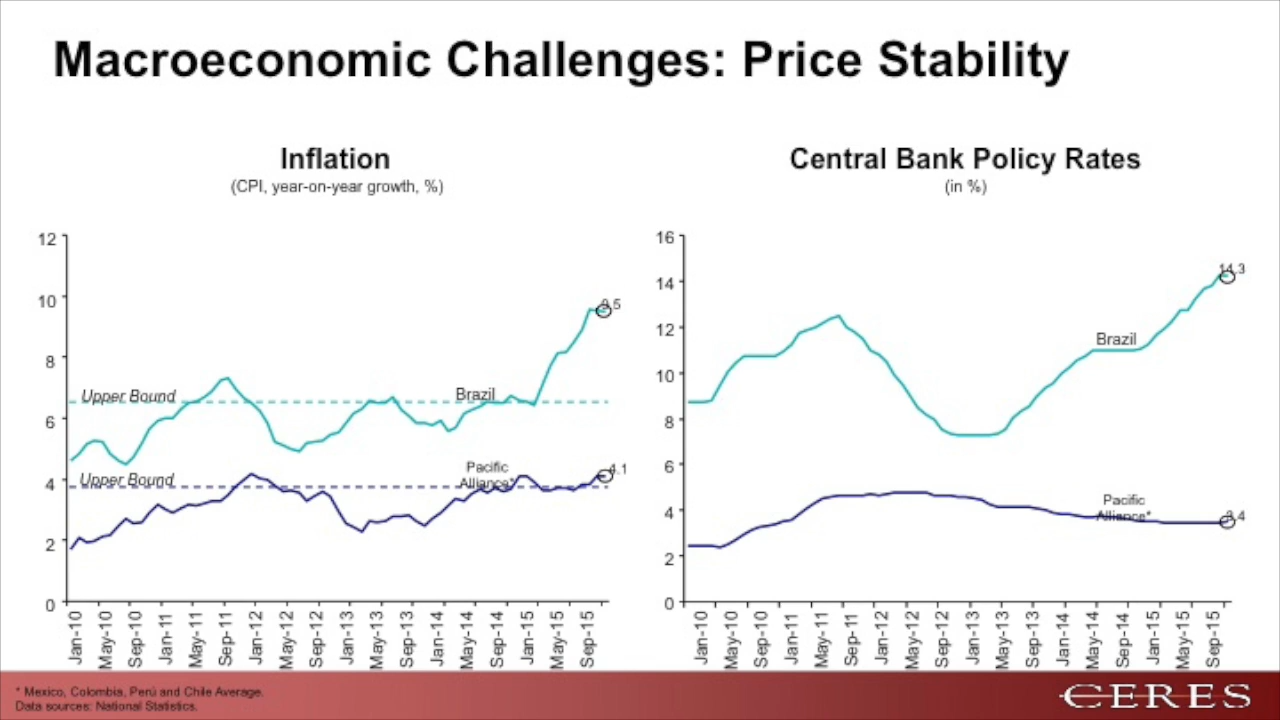 Macroeconomic Challenges: Price Stability
Inflation
(CPI, year-on-year growth, %)
12
10
8
6
4
2
0
Upper Bound
Upper Bound
Brazil
Pacific
Alliance*
9.5
4.1
Jan-10
May-10
Sep-10
Jan-11
May-11
Sep-11
Jan-12
May-12
Sep-12
Jan-13
May-13
Sep-13
Jan-14
May-14
Sep-14
Jan-15
May-15
Sep-15
Central Bank Policy Rates
(in %)
16
14
12
10
8
6
4
2
0
Brazil
Pacific
Alliance*
14.3
3.4
Jan-10
May-10
Sep-10
Jan-11
May-11
Sep-11
Jan-12
May-12
Sep-12
Jan-13
May-13
Sep-13
Jan-14
May-14
Sep-14
Jan-15
May-15
Sep-15
* Mexico, Colombia, Perú and Chile Average.
Data sources: National Statistics.
CERES